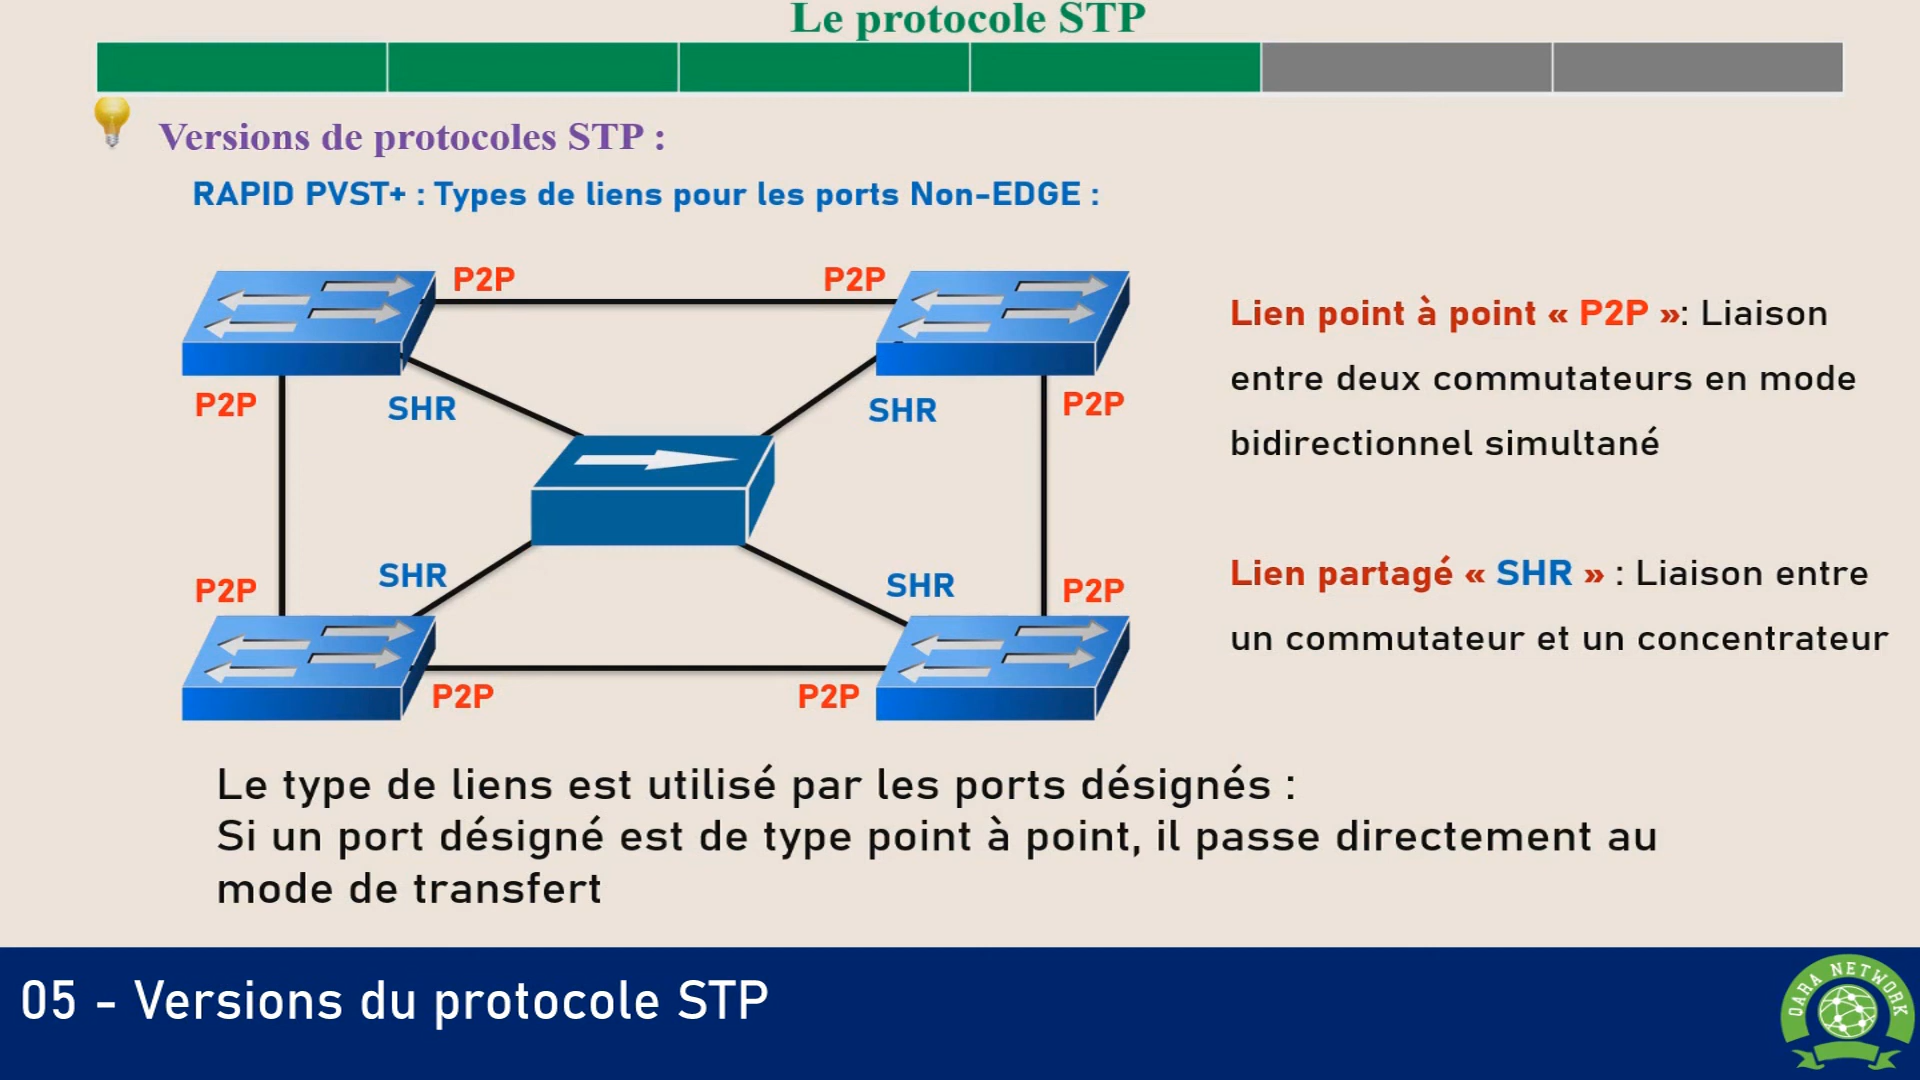 Le protocole STP
Versions de protocoles STP :
RAPID PVST+ : Types de liens pour les ports Non-EDGE :
P2P P2P
P2P SHR SHR P2P
P2P SHR SHR P2P
P2P P2P
Lien point à point « P2P »: Liaison
entre deux commutateurs en mode
bidirectionnel simultané
Lien partagé « SHR » : Liaison entre
un commutateur et un concentrateur
Le type de liens est utilisé par les ports désignés :
Si un port désigné est de type point à point, il passe directement au
mode de transfert
05 - Versions du protocole STP
QARA NETWORK